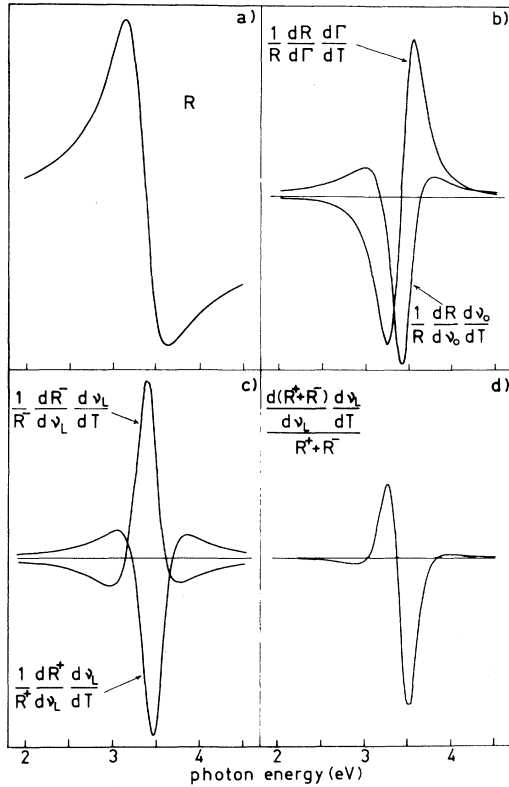 a)
R
b)
1/R dR/dΓ dΓ/dT
1/R dR/dν₀ dν₀/dT
c)
1/R⁻ dR⁻/dν_L dν_L/dT
1/R⁺ dR⁺/dν_L dν_L/dT
d)
d(R⁺+R⁻)/dν_L dν_L/dT
R⁺+R⁻
2 3 4 2 3 4
photon energy (eV)